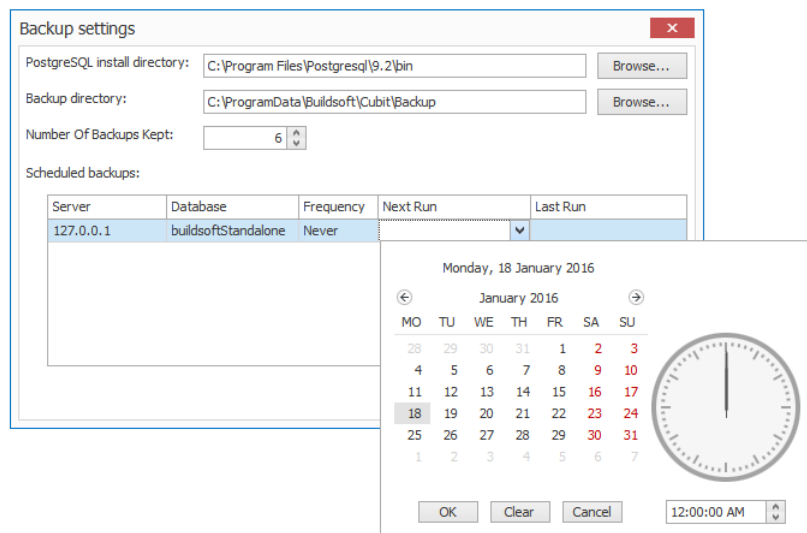 Backup settings
PostgreSQL install directory: C:\Program Files\Postgresql\9.2\bin Browse...
Backup directory: C:\ProgramData\Buildsoft\Cubit\Backup Browse...
Number Of Backups Kept: 6
Scheduled backups:
Server Database Frequency Next Run Last Run
127.0.0.1 buildsoftStandalone Never
Monday, 18 January 2016
January 2016
MO TU WE TH FR SA SU
28 29 30 31 1 2 3
4 5 6 7 8 9 10
11 12 13 14 15 16 17
18 19 20 21 22 23 24
25 26 27 28 29 30 31
1 2 3 4 5 6 7
OK Clear Cancel 12:00:00 AM